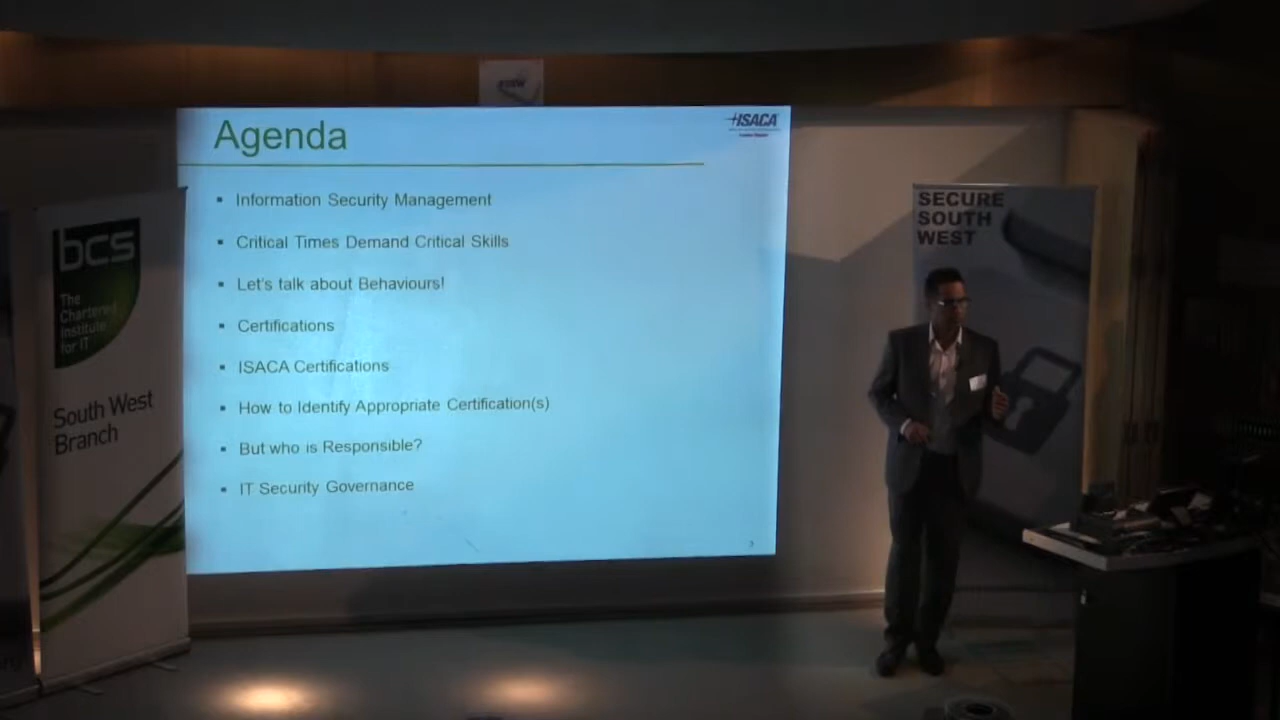 Agenda
ISACA
Information Security Management
Critical Times Demand Critical Skills
Let's talk about Behaviours!
Certifications
ISACA Certifications
How to Identify Appropriate Certification(s)
But who is Responsible?
IT Security Governance
3
bcs
The
Chartered
Institute
for IT
South West
Branch
SECURE
SOUTH
WEST